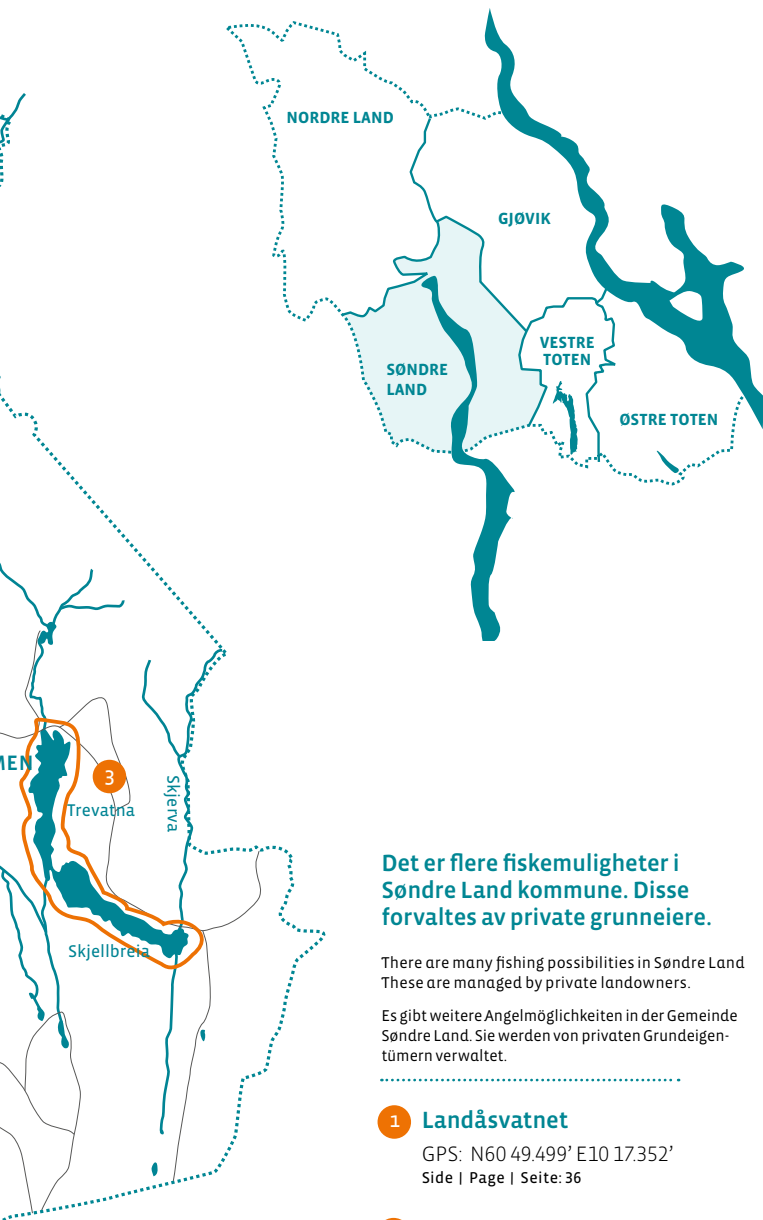 NORDRE LAND
GJØVIK
VESTRE
TOTEN
SØNDRE
LAND
ØSTRE TOTEN
MEN
3
Trevatna
Skjerva
Skjellbreia
Det er flere fiskemuligheter i
Søndre Land kommune. Disse
forvaltes av private grunneiere.
There are many fishing possibilities in Søndre Land
These are managed by private landowners.
Es gibt weitere Angelmöglichkeiten in der Gemeinde
Søndre Land. Sie werden von privaten Grundeigen-
tümern verwaltet.
1 Landåsvatnet
GPS: N60 49.499’ E10 17.352’
Side | Page | Seite: 36